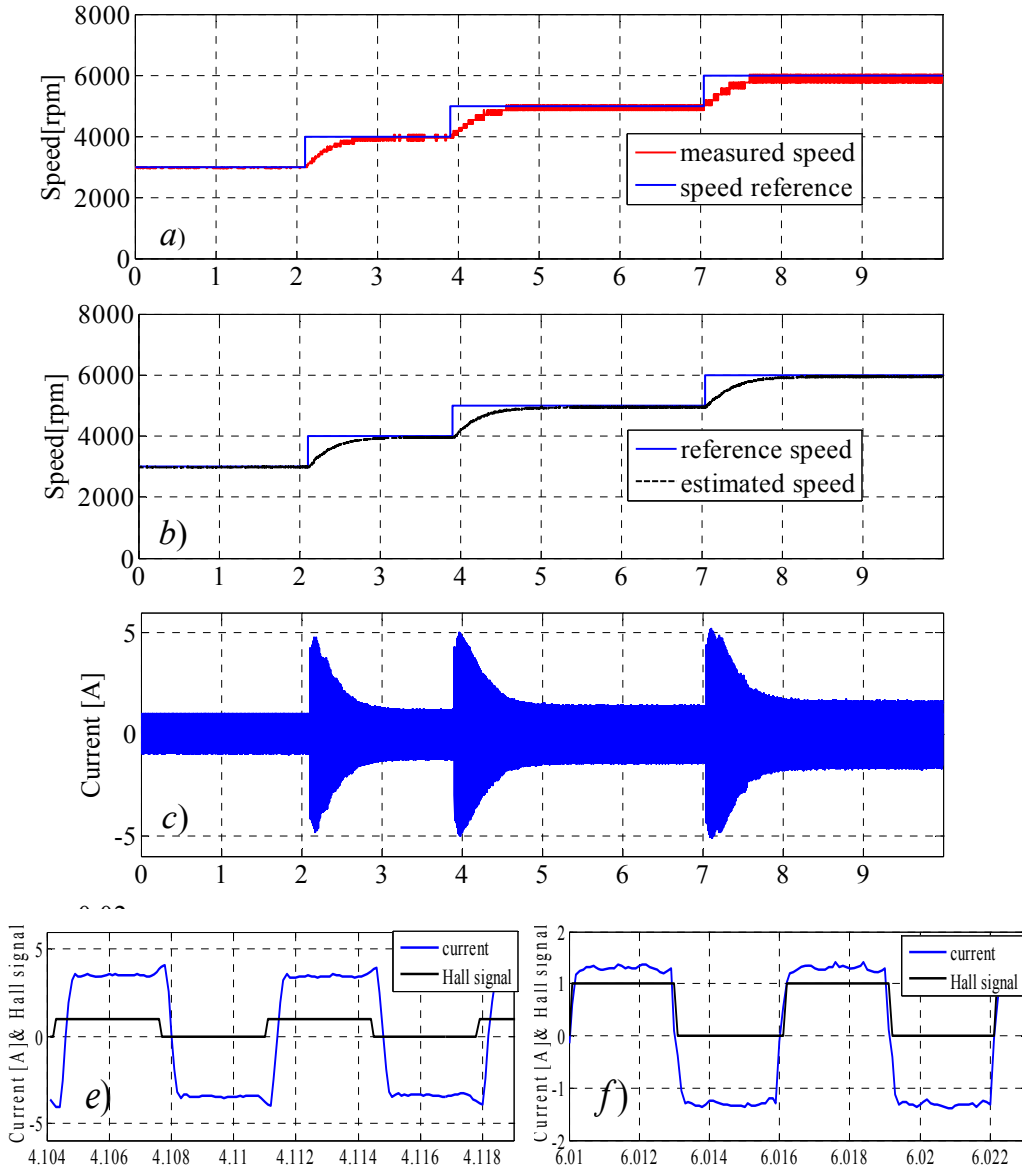 8000
6000
4000
2000
0
Speed[rpm]
measured speed
speed reference
a)
0 1 2 3 4 5 6 7 8 9
8000
6000
4000
2000
0
Speed[rpm]
reference speed
estimated speed
b)
0 1 2 3 4 5 6 7 8 9
5
0
-5
Current [A]
c)
0 1 2 3 4 5 6 7 8 9
Current [A]& Hall signal
5
0
-5
current
Hall signal
e)
4.104 4.106 4.108 4.11 4.112 4.114 4.116 4.118
Current [A]& Hall signal
2
1
0
-1
-2
current
Hall signal
f)
6.01 6.012 6.014 6.016 6.018 6.02 6.022